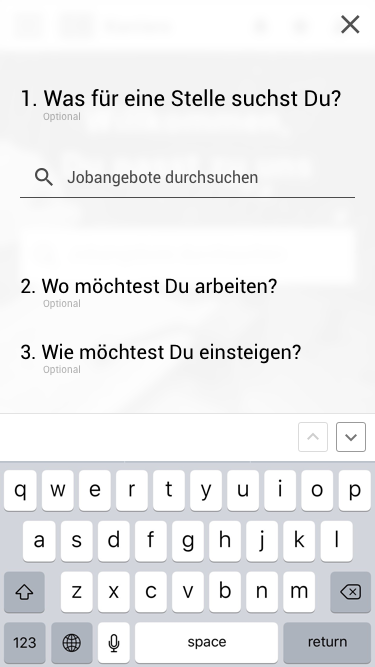 1. Was für eine Stelle suchst Du?
Optional
Jobangebote durchsuchen
2. Wo möchtest Du arbeiten?
Optional
3. Wie möchtest Du einsteigen?
Optional
q w e r t y u i o p
a s d f g h j k l
z x c v b n m
123 space return